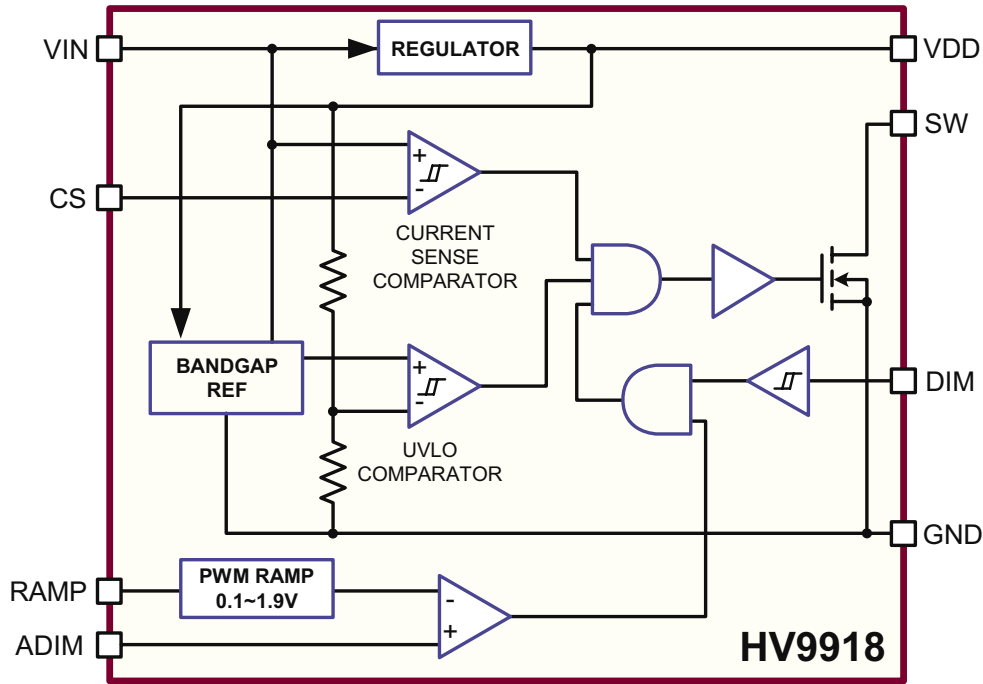 VIN
REGULATOR
VDD
SW
+
-
CS
CURRENT
SENSE
COMPARATOR
BANDGAP
REF
+
-
DIM
UVLO
COMPARATOR
GND
RAMP
PWM RAMP
0.1~1.9V
-
+
ADIM
HV9918